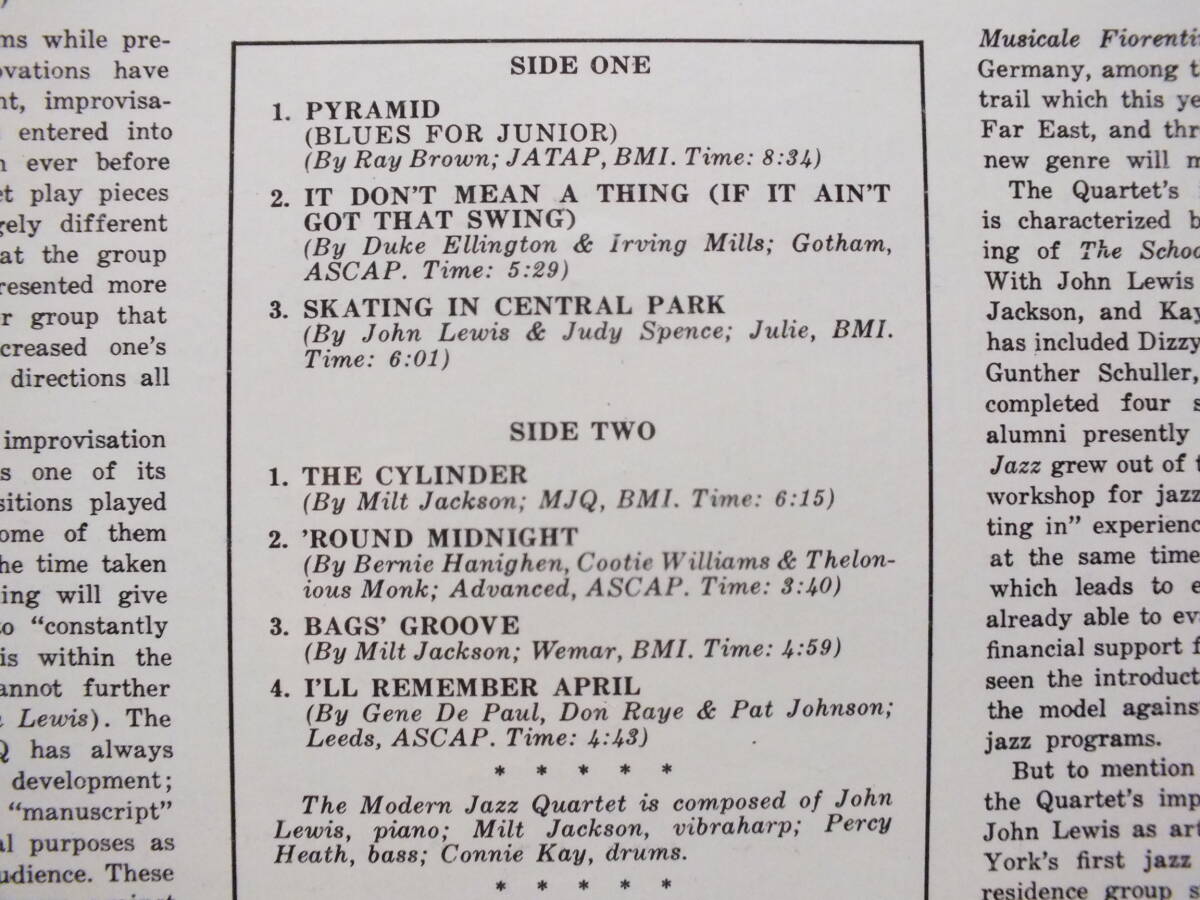 ms while pre-
ovations have
nt, improvisa-
entered into
ever before
et play pieces
gely different
at the group
resented more
r group that
creased one's
directions all
improvisation
s one of its
sitions played
ome of them
he time taken
ing will give
to "constantly
is within the
annot further
Lewis). The
Q has always
development;
"manuscript"
al purposes as
udience. These
SIDE ONE
1. PYRAMID
(BLUES FOR JUNIOR)
(By Ray Brown; JATAP, BMI. Time: 8:34)
2. IT DON'T MEAN A THING (IF IT AIN'T
GOT THAT SWING)
(By Duke Ellington & Irving Mills; Gotham,
ASCAP. Time: 5:29)
3. SKATING IN CENTRAL PARK
(By John Lewis & Judy Spence; Julie, BMI.
Time: 6:01)
SIDE TWO
1. THE CYLINDER
(By Milt Jackson; MJQ, BMI. Time: 6:15)
2. 'ROUND MIDNIGHT
(By Bernie Hanighen, Cootie Williams & Thelon-
ious Monk; Advanced, ASCAP. Time: 3:40)
3. BAGS' GROOVE
(By Milt Jackson; Wemar, BMI. Time: 4:59)
4. I'LL REMEMBER APRIL
(By Gene De Paul, Don Raye & Pat Johnson;
Leeds, ASCAP. Time: 4:43)
* * * * *
The Modern Jazz Quartet is composed of John
Lewis, piano; Milt Jackson, vibraharp; Percy
Heath, bass; Connie Kay, drums.
* * * * *
Musicale Fiorenti
Germany, among t
trail which this ye
Far East, and thr
new genre will m
The Quartet's
is characterized b
ing of The Schoo
With John Lewis
Jackson, and Kay
has included Dizzy
Gunther Schuller,
completed four s
alumni presently
Jazz grew out of t
workshop for jazz
ting in" experienc
at the same time
which leads to e
already able to eva
financial support f
seen the introduct
the model against
jazz programs.
But to mention
the Quartet's imp
John Lewis as art
York's first jazz
residence group s